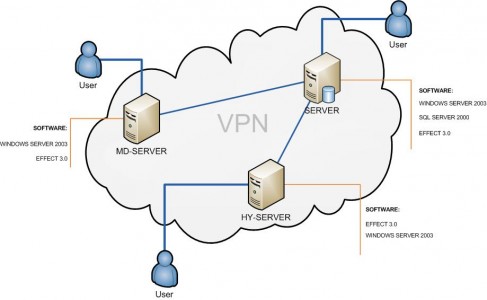 User
User
SERVER
SOFTWARE:
WINDOWS SERVER 2003
SQL SERVER 2000
EFFECT 3.0
VPN
SOFTWARE:
WINDOWS SERVER 2003
EFFECT 3.0
MD-SERVER
HY-SERVER
SOFTWARE:
EFFECT 3.0
WINDOWS SERVER 2003
User